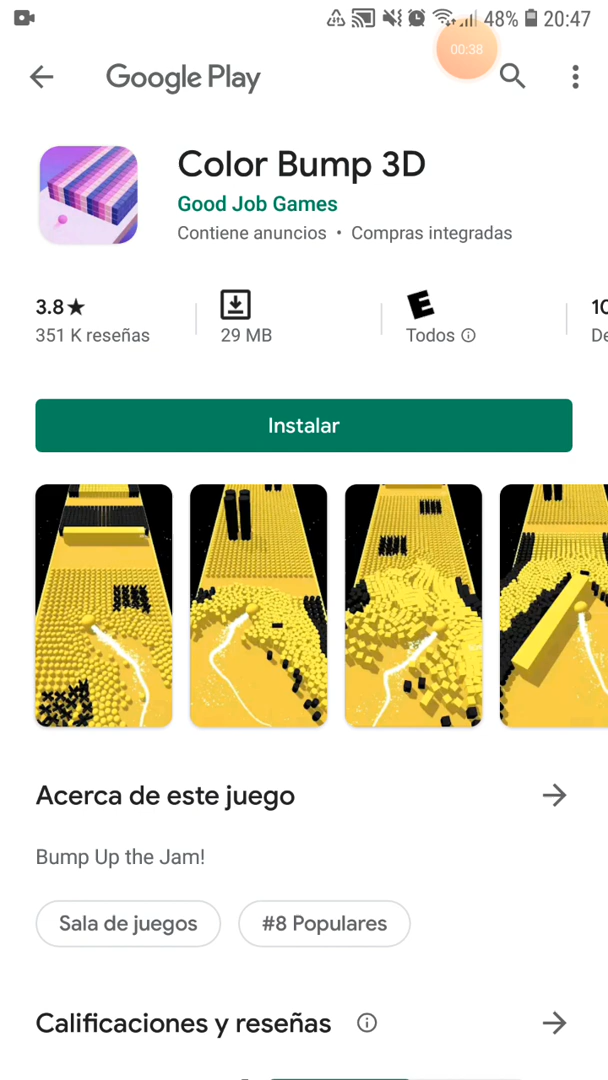 48% 20:47
00:38
Google Play
Color Bump 3D
Good Job Games
Contiene anuncios • Compras integradas
3.8★ E 10
351 K reseñas 29 MB Todos De
Instalar
Acerca de este juego
Bump Up the Jam!
Sala de juegos #8 Populares
Calificaciones y reseñas